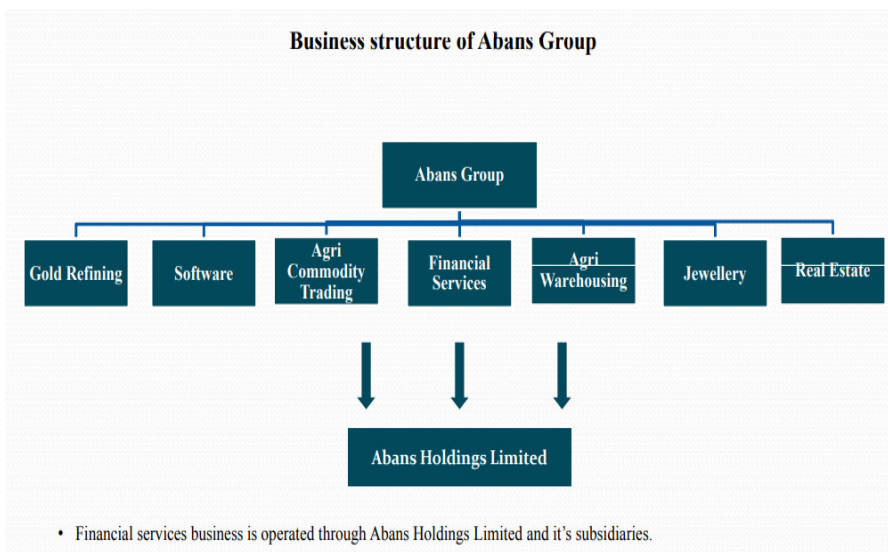 Business structure of Abans Group
Abans Group
Gold Refining
Software
Agri
Commodity
Trading
Financial
Services
Agri
Warehousing
Jewellery
Real Estate
Abans Holdings Limited
• Financial services business is operated through Abans Holdings Limited and it's subsidiaries.